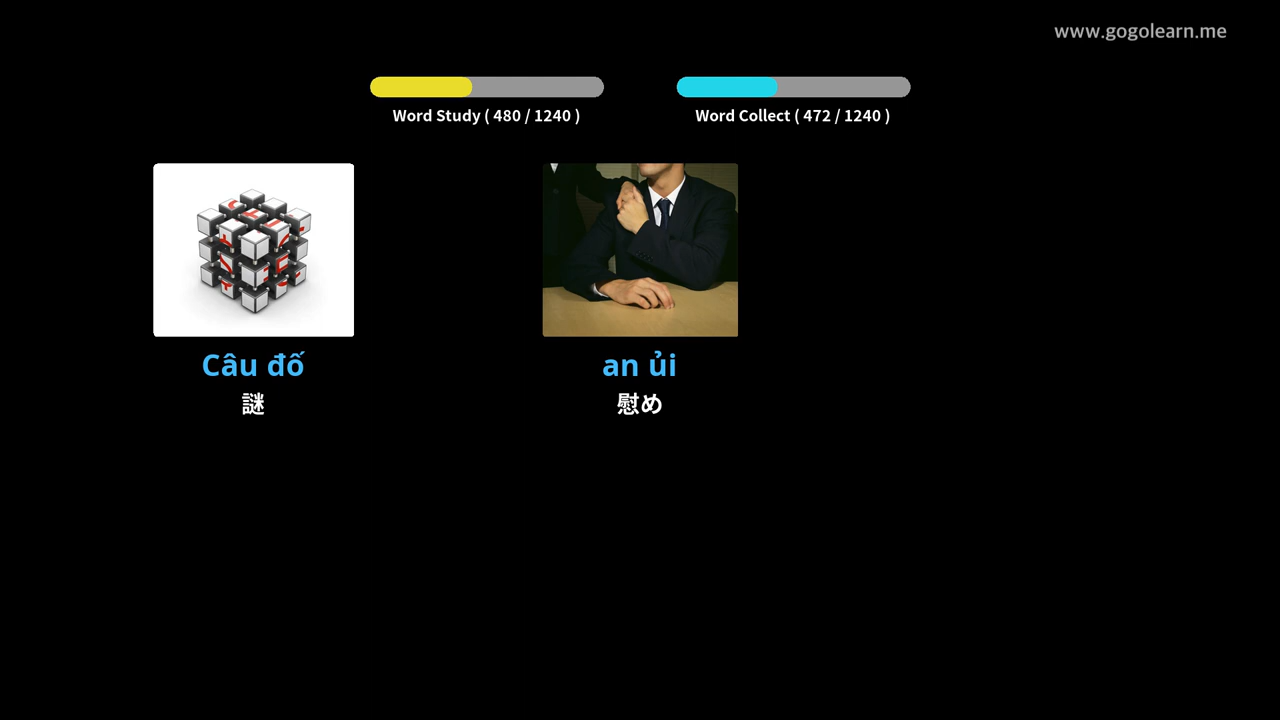 www.gogolearn.me
Word Study ( 480 / 1240 )
Word Collect ( 472 / 1240 )
Câu đố
謎
an ủi
慰め